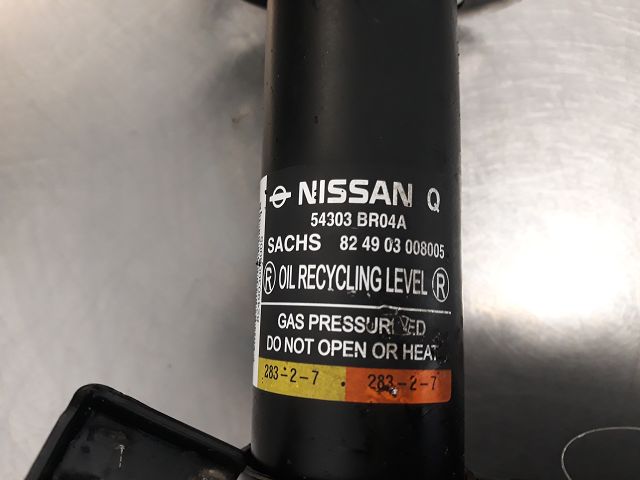 NISSAN Q
54303 BR04A
SACHS 82 49 03 008005
Ⓡ OIL RECYCLING LEVEL Ⓡ
GAS PRESSURIZED
DO NOT OPEN OR HEAT
283-2-7 • 283-2-7